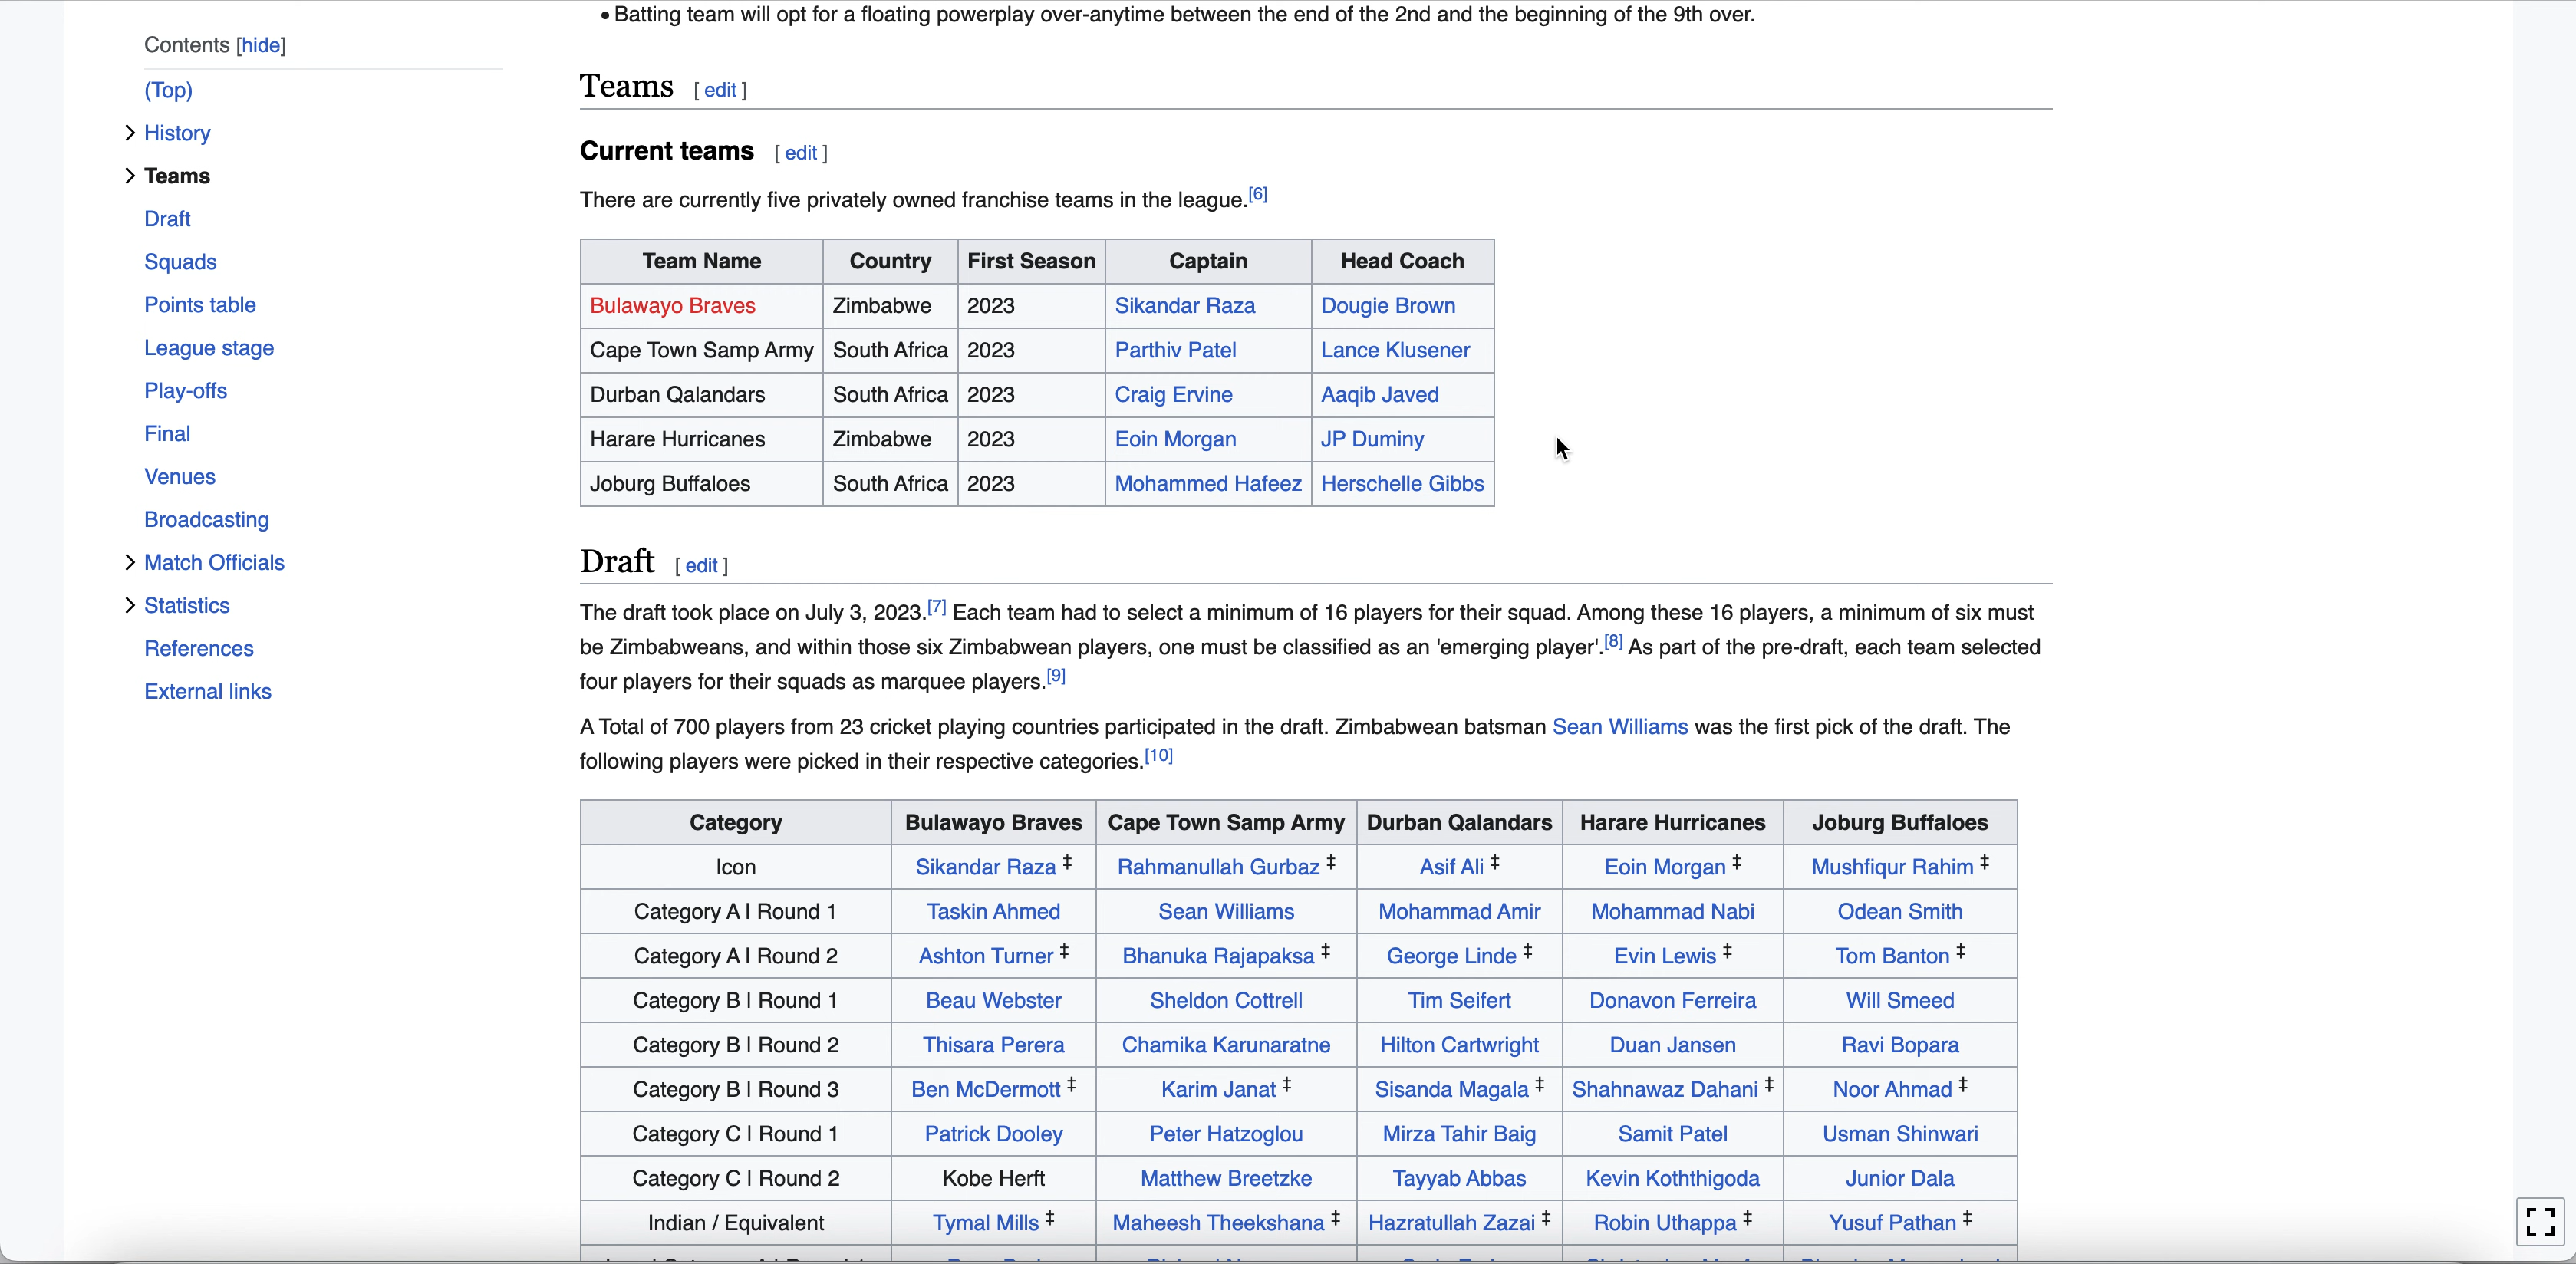 • Batting team will opt for a floating powerplay over-anytime between the end of the 2nd and the beginning of the 9th over.
Contents [hide]
(Top)
History
Teams
Draft
Squads
Points table
League stage
Play-offs
Final
Venues
Broadcasting
Match Officials
Statistics
References
External links
Teams [ edit ]
Current teams [ edit ]
There are currently five privately owned franchise teams in the league.[6]
Team Name Country First Season Captain Head Coach
Bulawayo Braves Zimbabwe 2023 Sikandar Raza Dougie Brown
Cape Town Samp Army South Africa 2023 Parthiv Patel Lance Klusener
Durban Qalandars South Africa 2023 Craig Ervine Aaqib Javed
Harare Hurricanes Zimbabwe 2023 Eoin Morgan JP Duminy
Joburg Buffaloes South Africa 2023 Mohammed Hafeez Herschelle Gibbs
Draft [ edit ]
The draft took place on July 3, 2023.[7] Each team had to select a minimum of 16 players for their squad. Among these 16 players, a minimum of six must
be Zimbabweans, and within those six Zimbabwean players, one must be classified as an 'emerging player'.[8] As part of the pre-draft, each team selected
four players for their squads as marquee players.[9]
A Total of 700 players from 23 cricket playing countries participated in the draft. Zimbabwean batsman Sean Williams was the first pick of the draft. The
following players were picked in their respective categories.[10]
Category Bulawayo Braves Cape Town Samp Army Durban Qalandars Harare Hurricanes Joburg Buffaloes
Icon Sikandar Raza ‡ Rahmanullah Gurbaz ‡ Asif Ali ‡ Eoin Morgan ‡ Mushfiqur Rahim ‡
Category A | Round 1 Taskin Ahmed Sean Williams Mohammad Amir Mohammad Nabi Odean Smith
Category A | Round 2 Ashton Turner ‡ Bhanuka Rajapaksa ‡ George Linde ‡ Evin Lewis ‡ Tom Banton ‡
Category B | Round 1 Beau Webster Sheldon Cottrell Tim Seifert Donavon Ferreira Will Smeed
Category B | Round 2 Thisara Perera Chamika Karunaratne Hilton Cartwright Duan Jansen Ravi Bopara
Category B | Round 3 Ben McDermott ‡ Karim Janat ‡ Sisanda Magala ‡ Shahnawaz Dahani ‡ Noor Ahmad ‡
Category C | Round 1 Patrick Dooley Peter Hatzoglou Mirza Tahir Baig Samit Patel Usman Shinwari
Category C | Round 2 Kobe Herft Matthew Breetzke Tayyab Abbas Kevin Koththigoda Junior Dala
Indian / Equivalent Tymal Mills ‡ Maheesh Theekshana ‡ Hazratullah Zazai ‡ Robin Uthappa ‡ Yusuf Pathan ‡